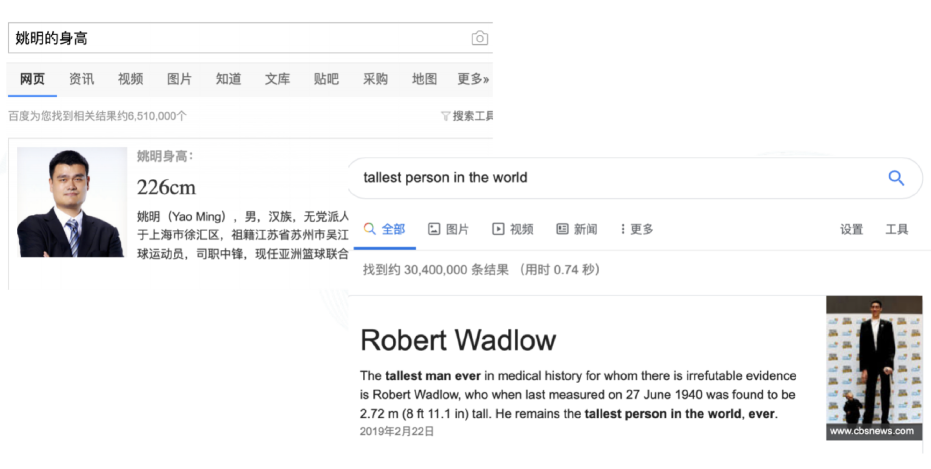 姚明的身高
网页 资讯 视频 图片 知道 文库 贴吧 采购 地图 更多»
百度为您找到相关结果约6,510,000个 搜索工具
姚明身高：
226cm
姚明（Yao Ming），男，汉族，无党派人
于上海市徐汇区，祖籍江苏省苏州市吴江
球运动员，司职中锋，现任亚洲篮球联合
tallest person in the world
全部 图片 视频 新闻 更多 设置 工具
找到约 30,400,000 条结果 （用时 0.74 秒）
Robert Wadlow
The tallest man ever in medical history for whom there is irrefutable evidence
is Robert Wadlow, who when last measured on 27 June 1940 was found to be
2.72 m (8 ft 11.1 in) tall. He remains the tallest person in the world, ever.
2019年2月22日
www.cbsnews.com